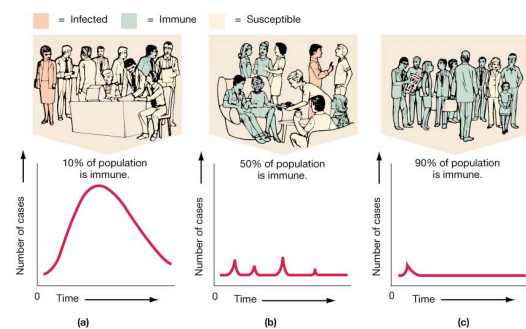 = Infected = Immune = Susceptible
10% of population
is immune.
50% of population
is immune.
90% of population
is immune.
Number of cases
Number of cases
Number of cases
0 Time
0 Time
0 Time
(a) (b) (c)